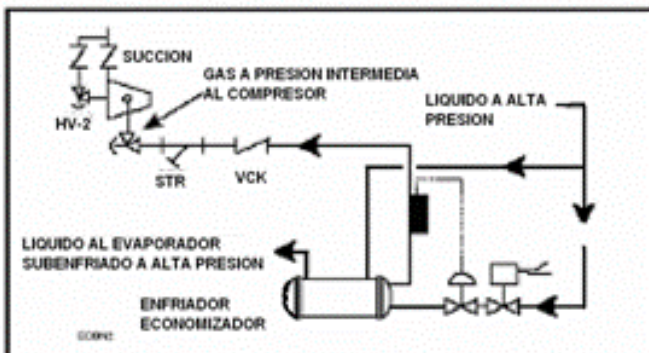 SUCCION
GAS A PRESION INTERMEDIA
AL COMPRESOR
LIQUIDO A ALTA
PRESION
HV-2
STR
VCK
LIQUIDO AL EVAPORADOR
SUBENFRIADO A ALTA PRESION
ENFRIADOR
ECONOMIZADOR